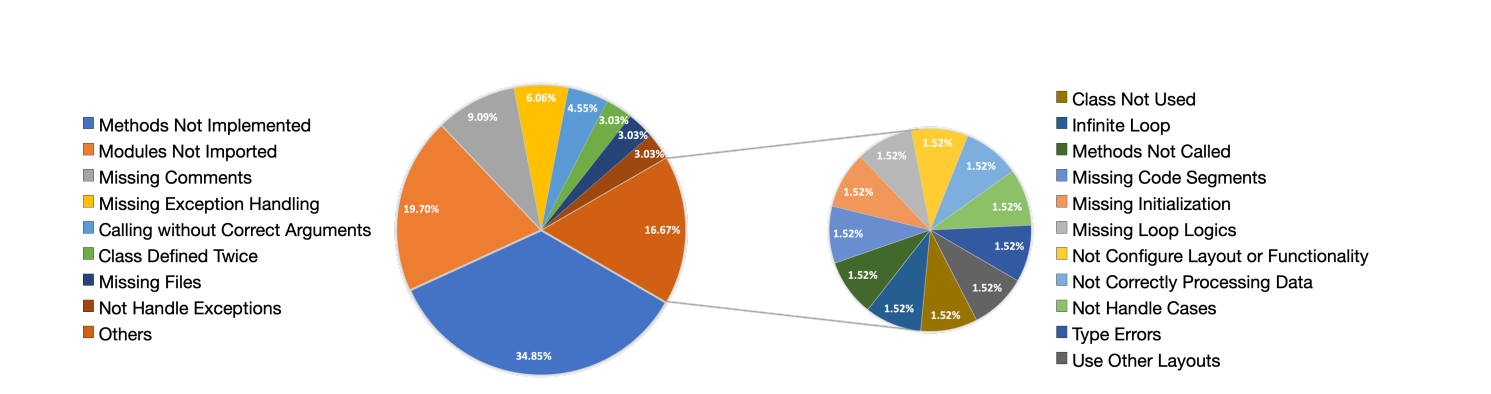 Methods Not Implemented
Modules Not Imported
Missing Comments
Missing Exception Handling
Calling without Correct Arguments
Class Defined Twice
Missing Files
Not Handle Exceptions
Others
6.06%
4.55%
3.03%
3.03%
3.03%
9.09%
19.70%
16.67%
34.85%
1.52%
1.52%
1.52%
1.52%
1.52%
1.52%
1.52%
1.52%
1.52%
1.52%
1.52%
Class Not Used
Infinite Loop
Methods Not Called
Missing Code Segments
Missing Initialization
Missing Loop Logics
Not Configure Layout or Functionality
Not Correctly Processing Data
Not Handle Cases
Type Errors
Use Other Layouts